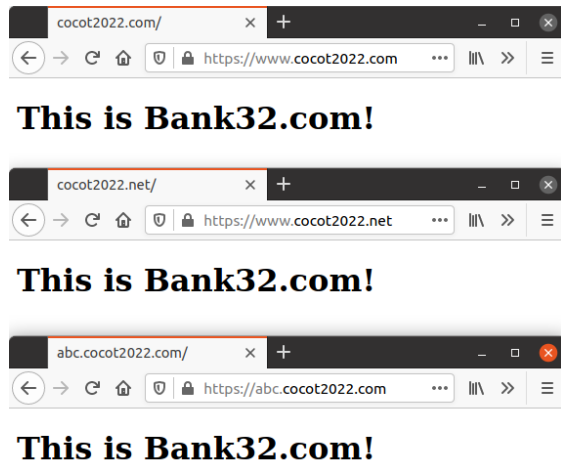 cocot2022.com/
https://www.cocot2022.com
This is Bank32.com!
cocot2022.net/
https://www.cocot2022.net
This is Bank32.com!
abc.cocot2022.com/
https://abc.cocot2022.com
This is Bank32.com!